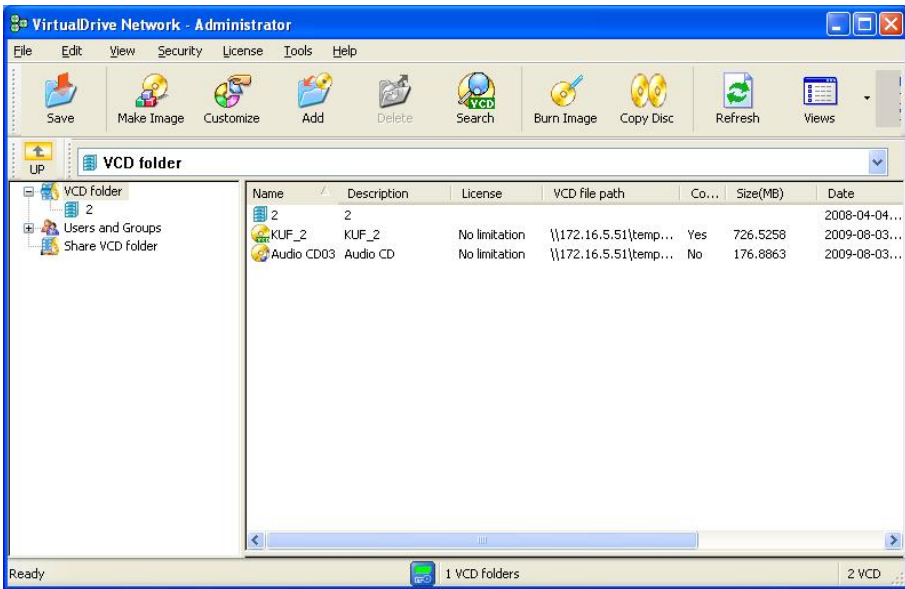 VirtualDrive Network - Administrator
File Edit View Security License Tools Help
Save Make Image Customize Add Delete Search Burn Image Copy Disc Refresh Views
VCD
UP VCD folder
VCD folder
2
Users and Groups
Share VCD folder
Name Description License VCD file path Co... Size(MB) Date
2 2 2008-04-04...
KUF_2 KUF_2 No limitation \\172.16.5.51\temp... Yes 726.5258 2009-08-03...
Audio CD03 Audio CD No limitation \\172.16.5.51\temp... No 176.8863 2009-08-03...
Ready 1 VCD folders 2 VCD